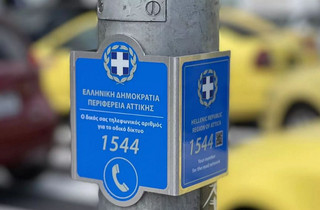 ΕΛΛΗΝΙΚΗ ΔΗΜΟΚΡΑΤΙΑ
ΠΕΡΙΦΕΡΕΙΑ ΑΤΤΙΚΗΣ
Ο δικός σας τηλεφωνικός αριθμός
για το οδικό δίκτυο
1544
HELLENIC REPUBLIC
REGION OF ATTICA
1544